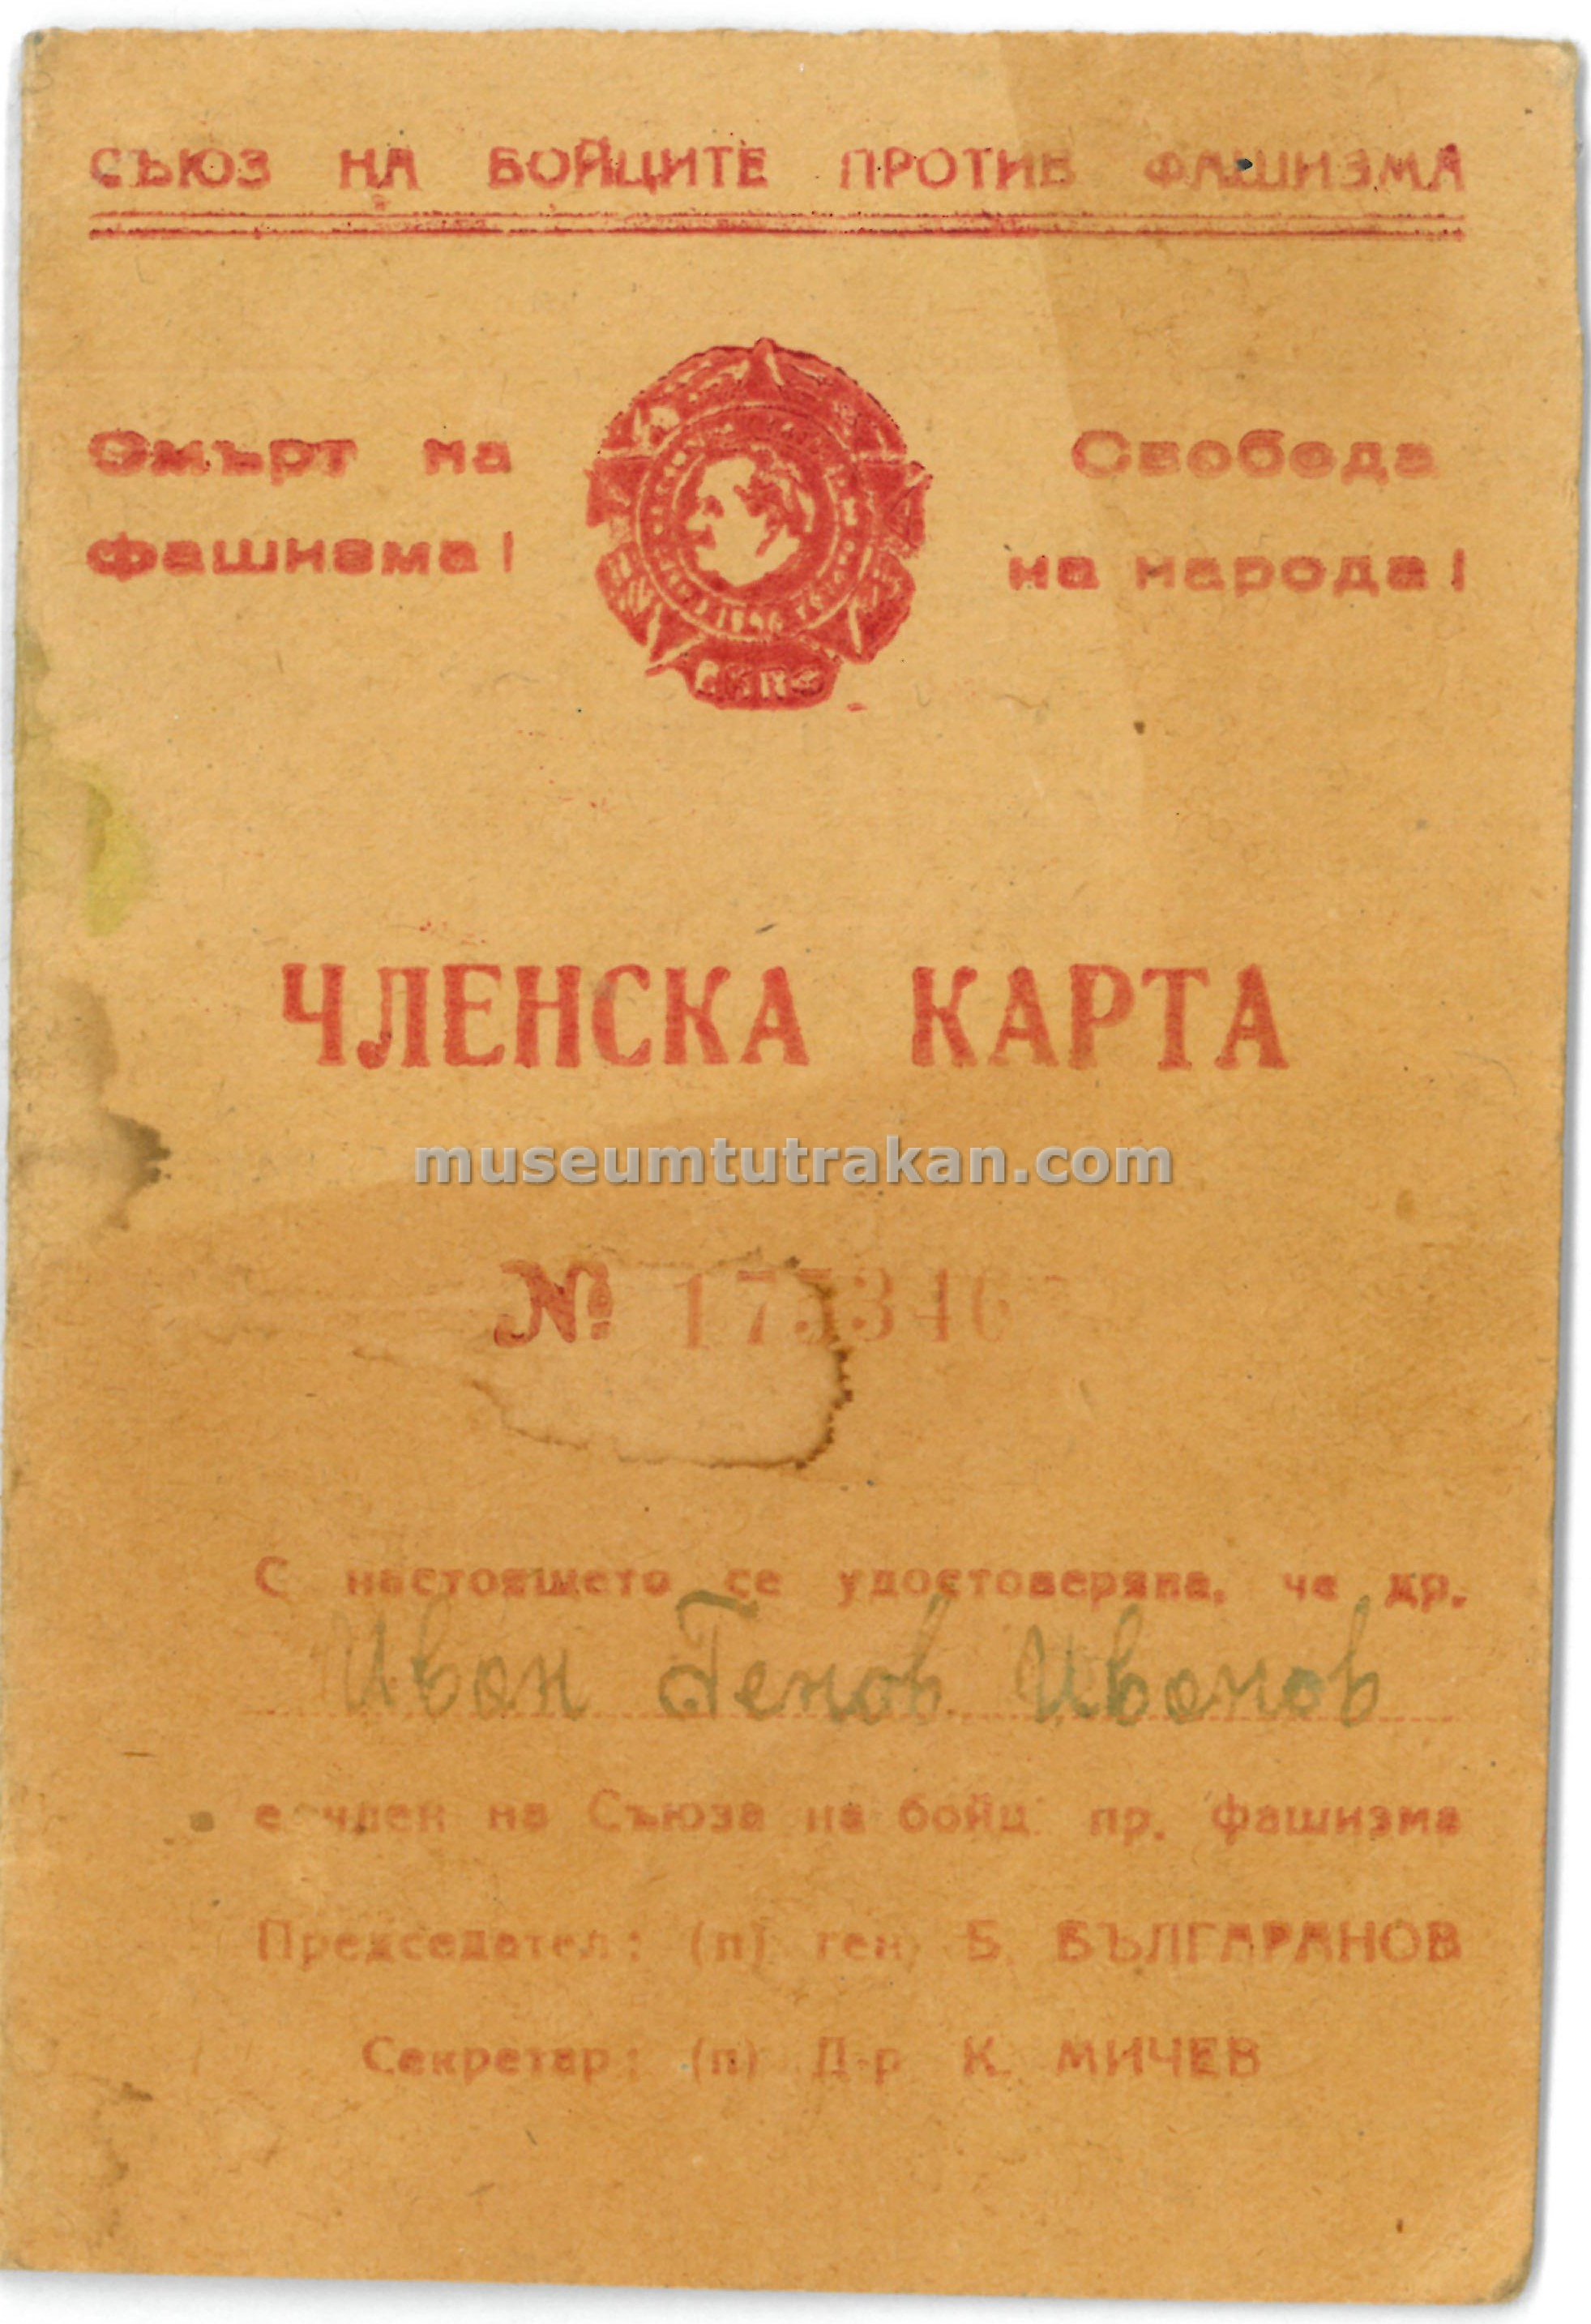 СЪЮЗ НА БОЙЦИТЕ ПРОТИВ ФАШИЗМА
Смърт на
фашизма!
Свобода
на народа!
ЧЛЕНСКА КАРТА
museumtutrakan.com
№ 175346
С настоящето се удостоверява, че др.
Иван Генов Иванов
е член на Съюза на бойц. пр. фашизма
Председател: (п) ген. Б. БЪЛГАРАНОВ
Секретар: (п) Д-р К. МИЧЕВ